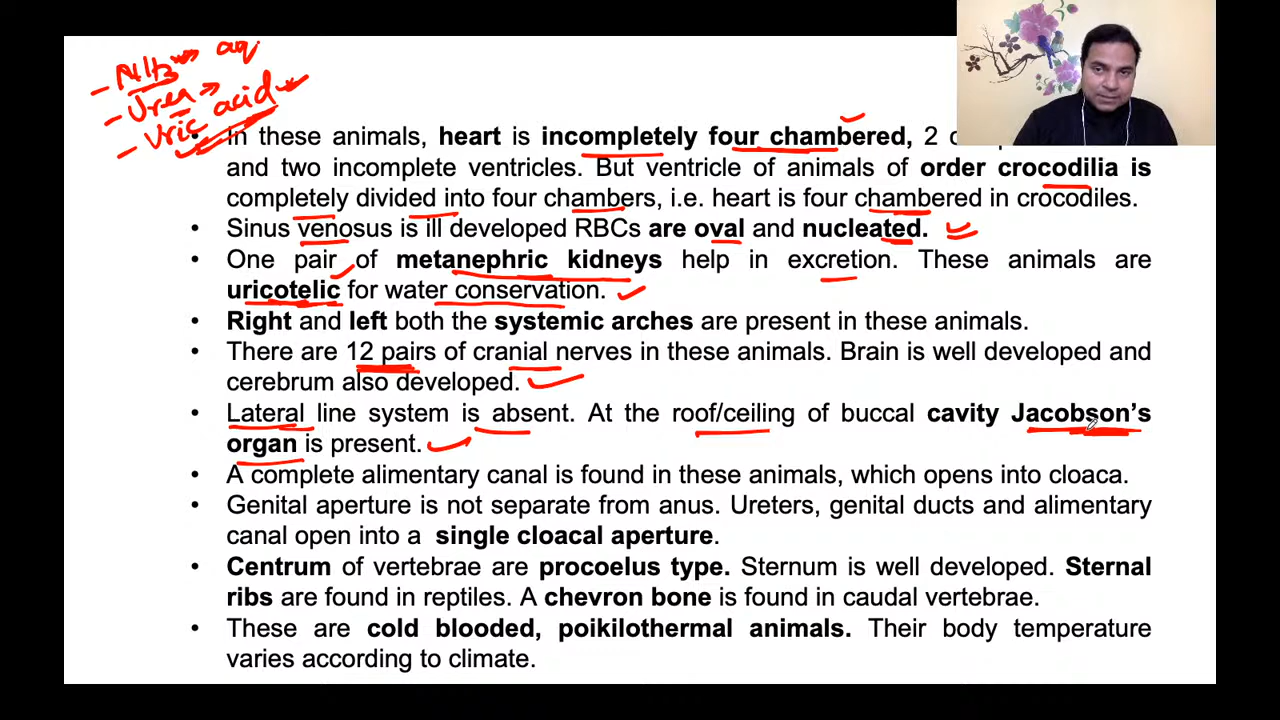 - NH3 → aq
- Urea →
- Uric acid
• In these animals, heart is incompletely four chambered, 2
and two incomplete ventricles. But ventricle of animals of order crocodilia is
completely divided into four chambers, i.e. heart is four chambered in crocodiles.
• Sinus venosus is ill developed RBCs are oval and nucleated.
• One pair of metanephric kidneys help in excretion. These animals are
uricotelic for water conservation.
• Right and left both the systemic arches are present in these animals.
• There are 12 pairs of cranial nerves in these animals. Brain is well developed and
cerebrum also developed.
• Lateral line system is absent. At the roof/ceiling of buccal cavity Jacobson's
organ is present.
• A complete alimentary canal is found in these animals, which opens into cloaca.
• Genital aperture is not separate from anus. Ureters, genital ducts and alimentary
canal open into a single cloacal aperture.
• Centrum of vertebrae are procoelus type. Sternum is well developed. Sternal
ribs are found in reptiles. A chevron bone is found in caudal vertebrae.
• These are cold blooded, poikilothermal animals. Their body temperature
varies according to climate.